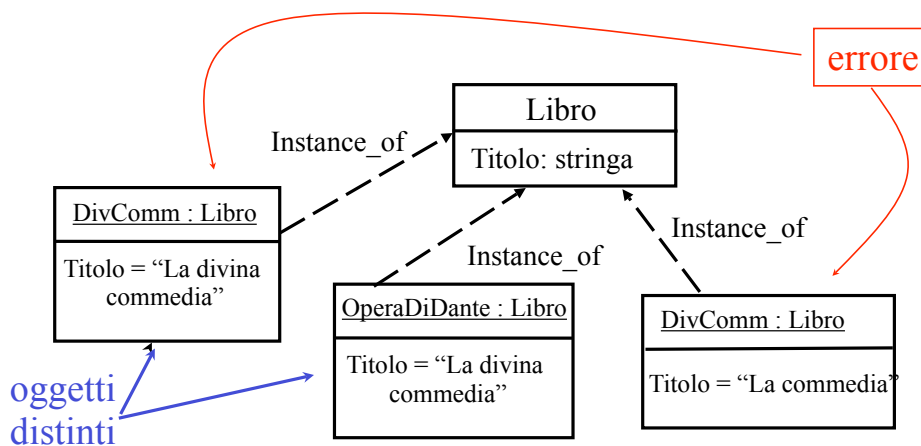 errore
Libro
Titolo: stringa
Instance_of
DivComm : Libro
Titolo = “La divina
commedia”
Instance_of
OperaDiDante : Libro
Titolo = “La divina
commedia”
Instance_of
DivComm : Libro
Titolo = “La commedia”
oggetti
distinti